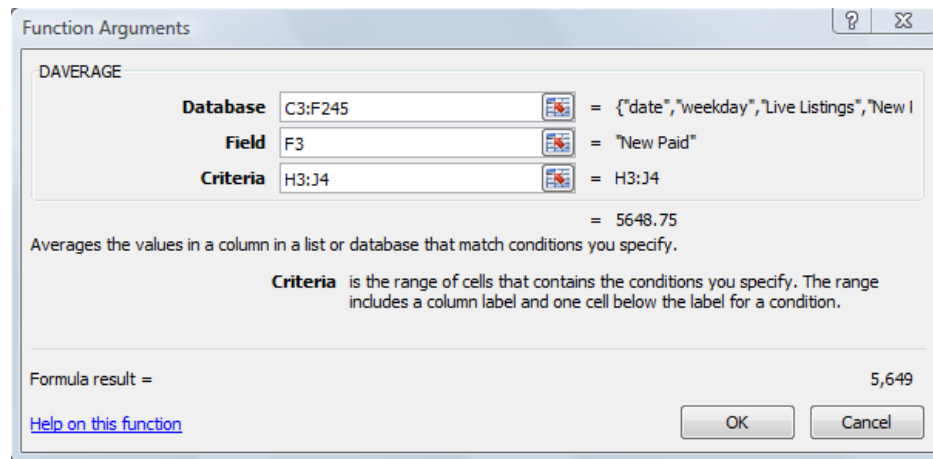 Function Arguments
DAVERAGE
Database C3:F245 = {"date","weekday","Live Listings","New
Field F3 = "New Paid"
Criteria H3:J4 = H3:J4
= 5648.75
Averages the values in a column in a list or database that match conditions you specify.
Criteria is the range of cells that contains the conditions you specify. The range
includes a column label and one cell below the label for a condition.
Formula result = 5,649
Help on this function OK Cancel